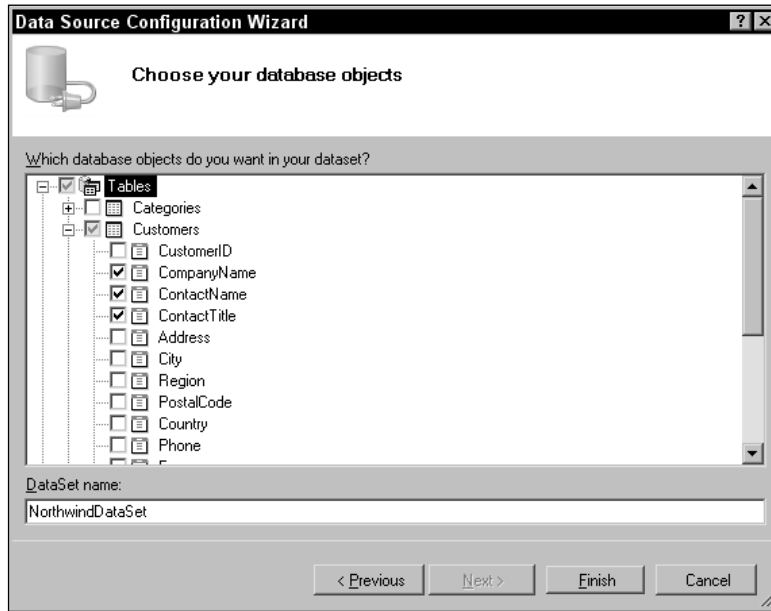 Data Source Configuration Wizard
Choose your database objects
Which database objects do you want in your dataset?
Tables
Categories
Customers
CustomerID
CompanyName
ContactName
ContactTitle
Address
City
Region
PostalCode
Country
Phone
DataSet name:
NorthwindDataSet
< Previous
Next >
Finish
Cancel